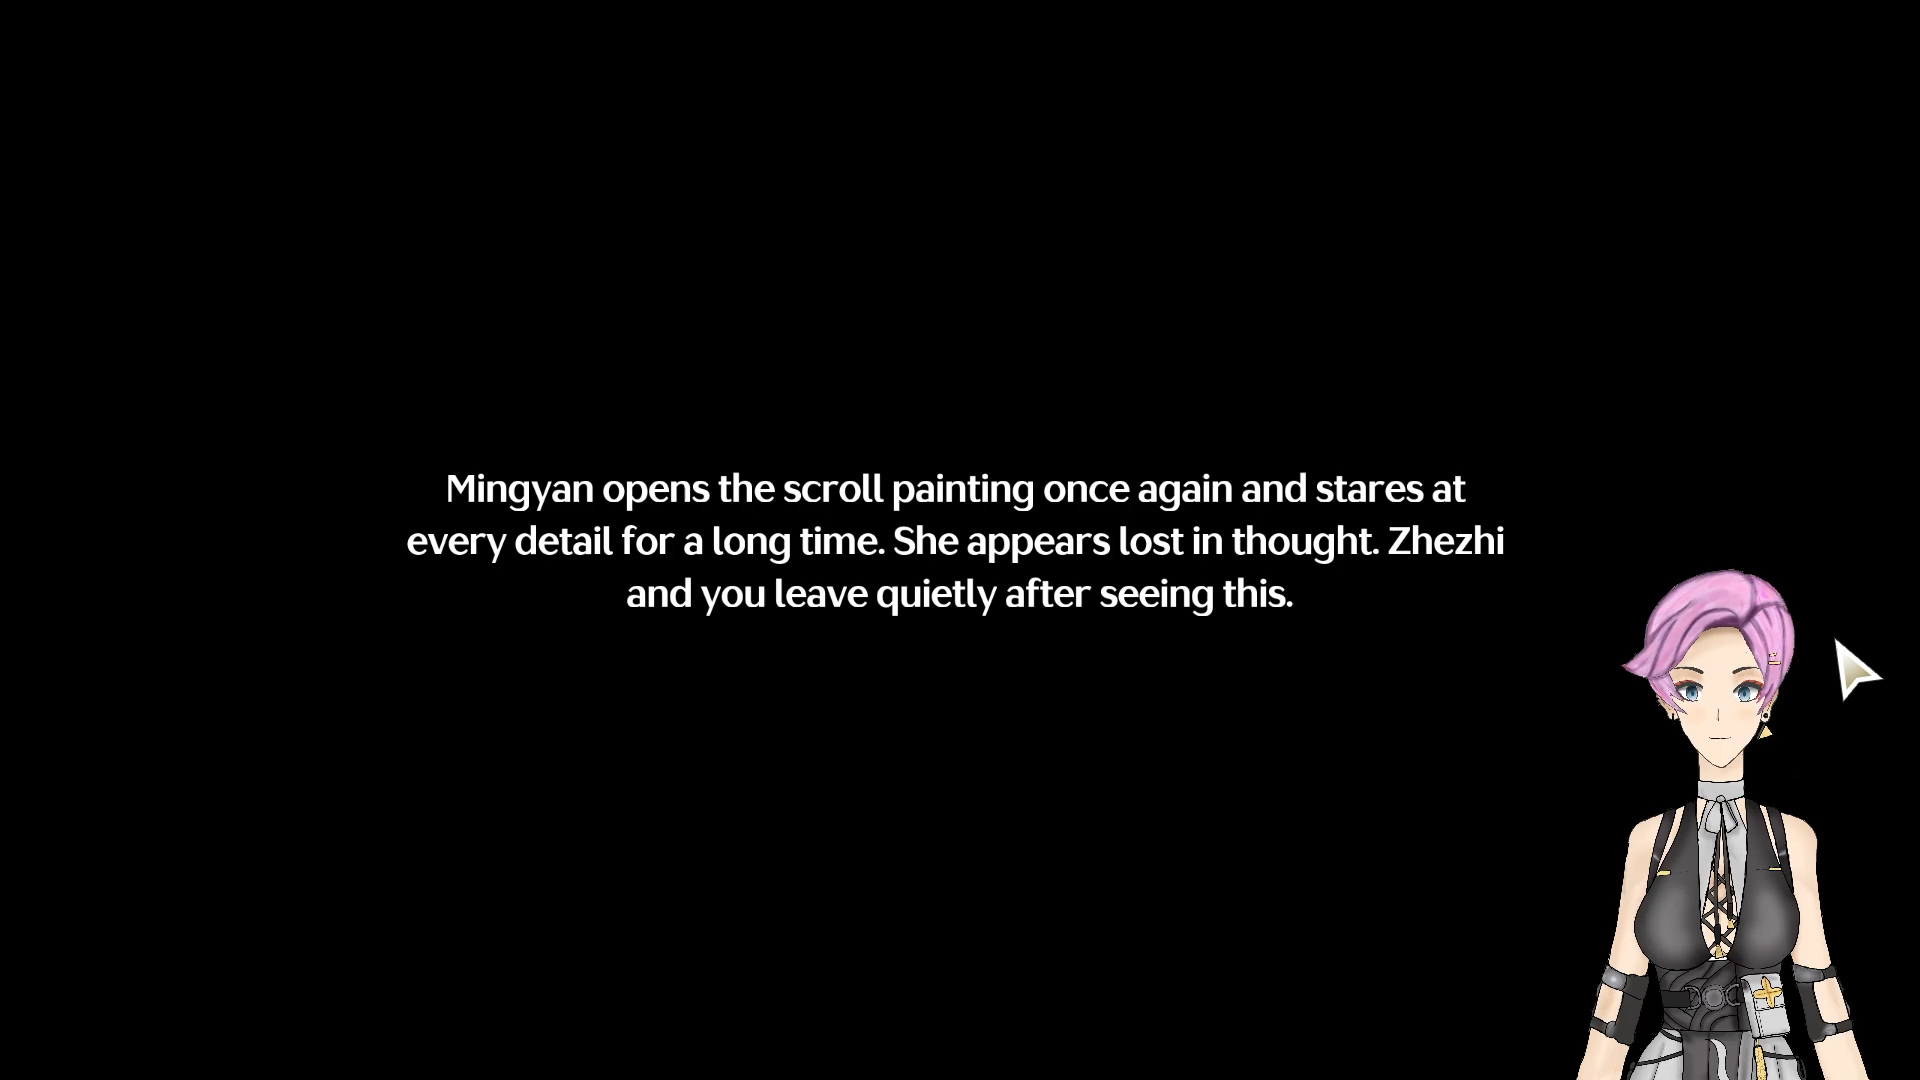 Mingyan opens the scroll painting once again and stares at
every detail for a long time. She appears lost in thought. Zhezhi
and you leave quietly after seeing this.